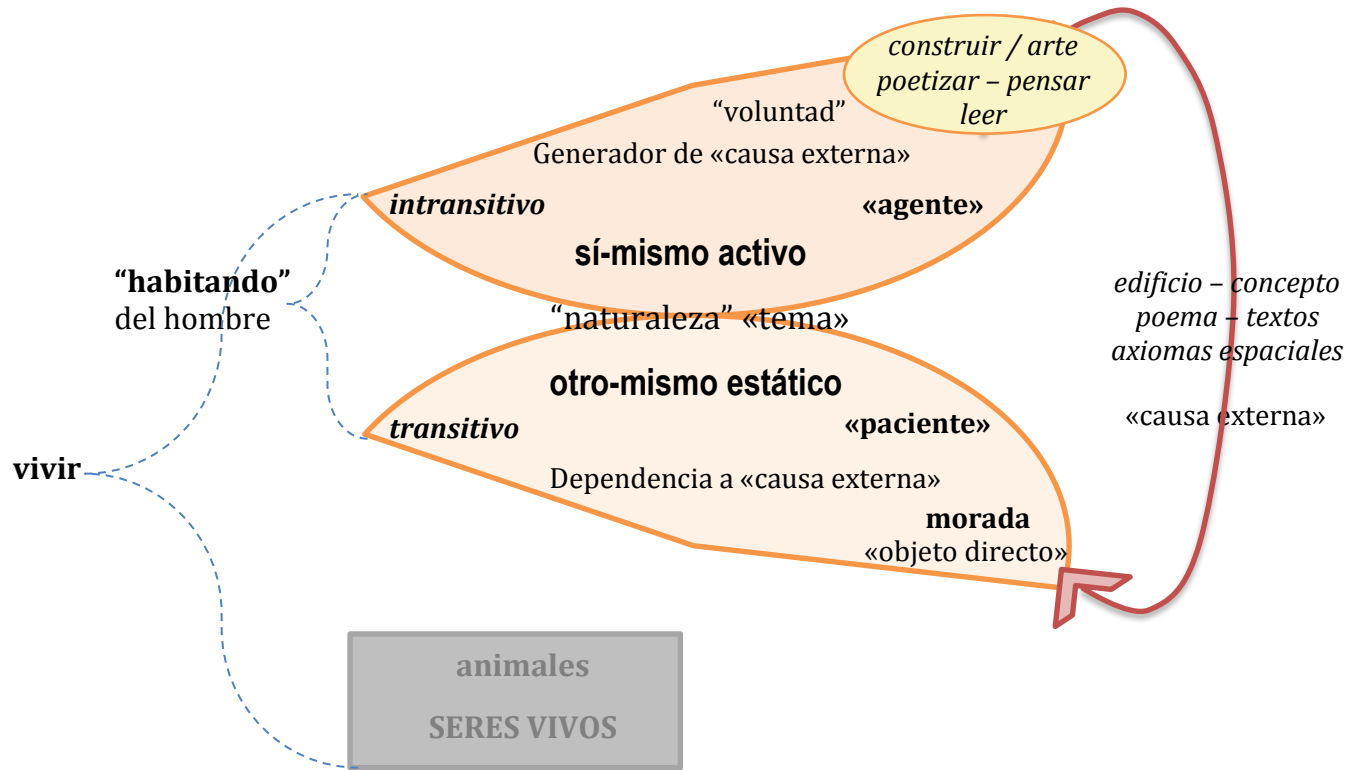 construir / arte
poetizar – pensar
leer
“voluntad”
Generador de «causa externa»
intransitivo
«agente»
sí-mismo activo
“habitando”
del hombre
“naturaleza” «tema»
edificio – concepto
poema – textos
axiomas espaciales
otro-mismo estático
transitivo
«paciente»
«causa externa»
vivir
Dependencia a «causa externa»
morada
«objeto directo»
animales
SERES VIVOS